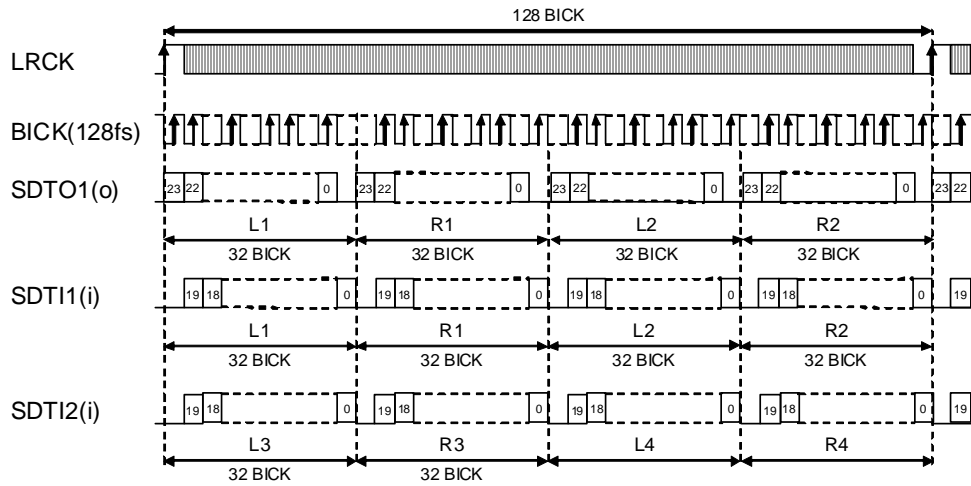 128 BICK
LRCK
BICK(128fs)
SDTO1(o)
23 22 0 23 22 0 23 22 0 23 22 0 23 22
L1 R1 L2 R2
32 BICK 32 BICK 32 BICK 32 BICK
SDTI1(i)
19 18 0 19 18 0 19 18 0 19 18 0 19
L1 R1 L2 R2
32 BICK 32 BICK 32 BICK 32 BICK
SDTI2(i)
19 18 0 19 18 0 19 18 0 19 18 0 19
L3 R3 L4 R4
32 BICK 32 BICK